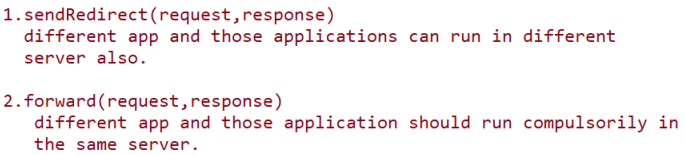 1.sendRedirect(request,response)
different app and those applications can run in different
server also.
2.forward(request,response)
different app and those application should run compulsorily in
the same server.